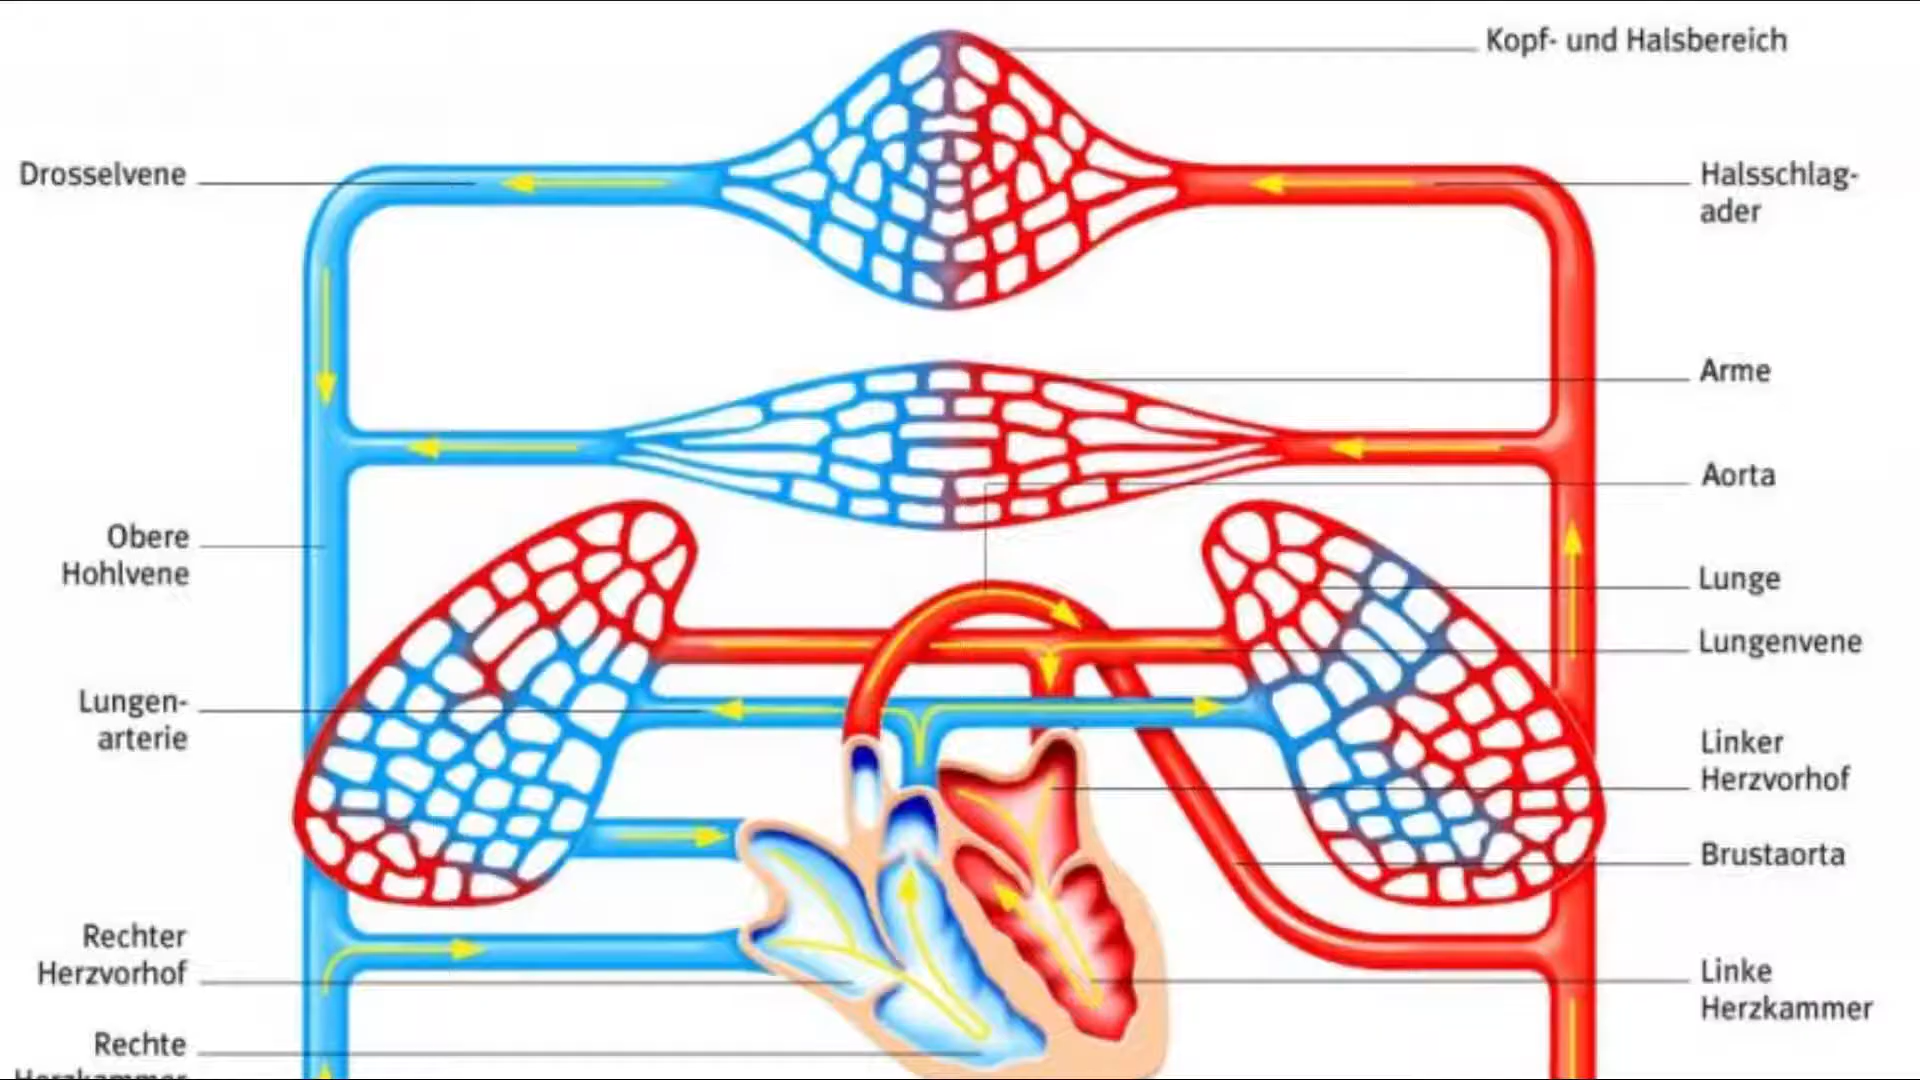 Kopf- und Halsbereich
Drosselvene
Halsschlag-
ader
Arme
Aorta
Obere
Hohlvene
Lunge
Lungenvene
Lungen-
arterie
Linker
Herzvorhof
Brustaorta
Rechter
Herzvorhof
Linke
Herzkammer
Rechte
Herzkammer